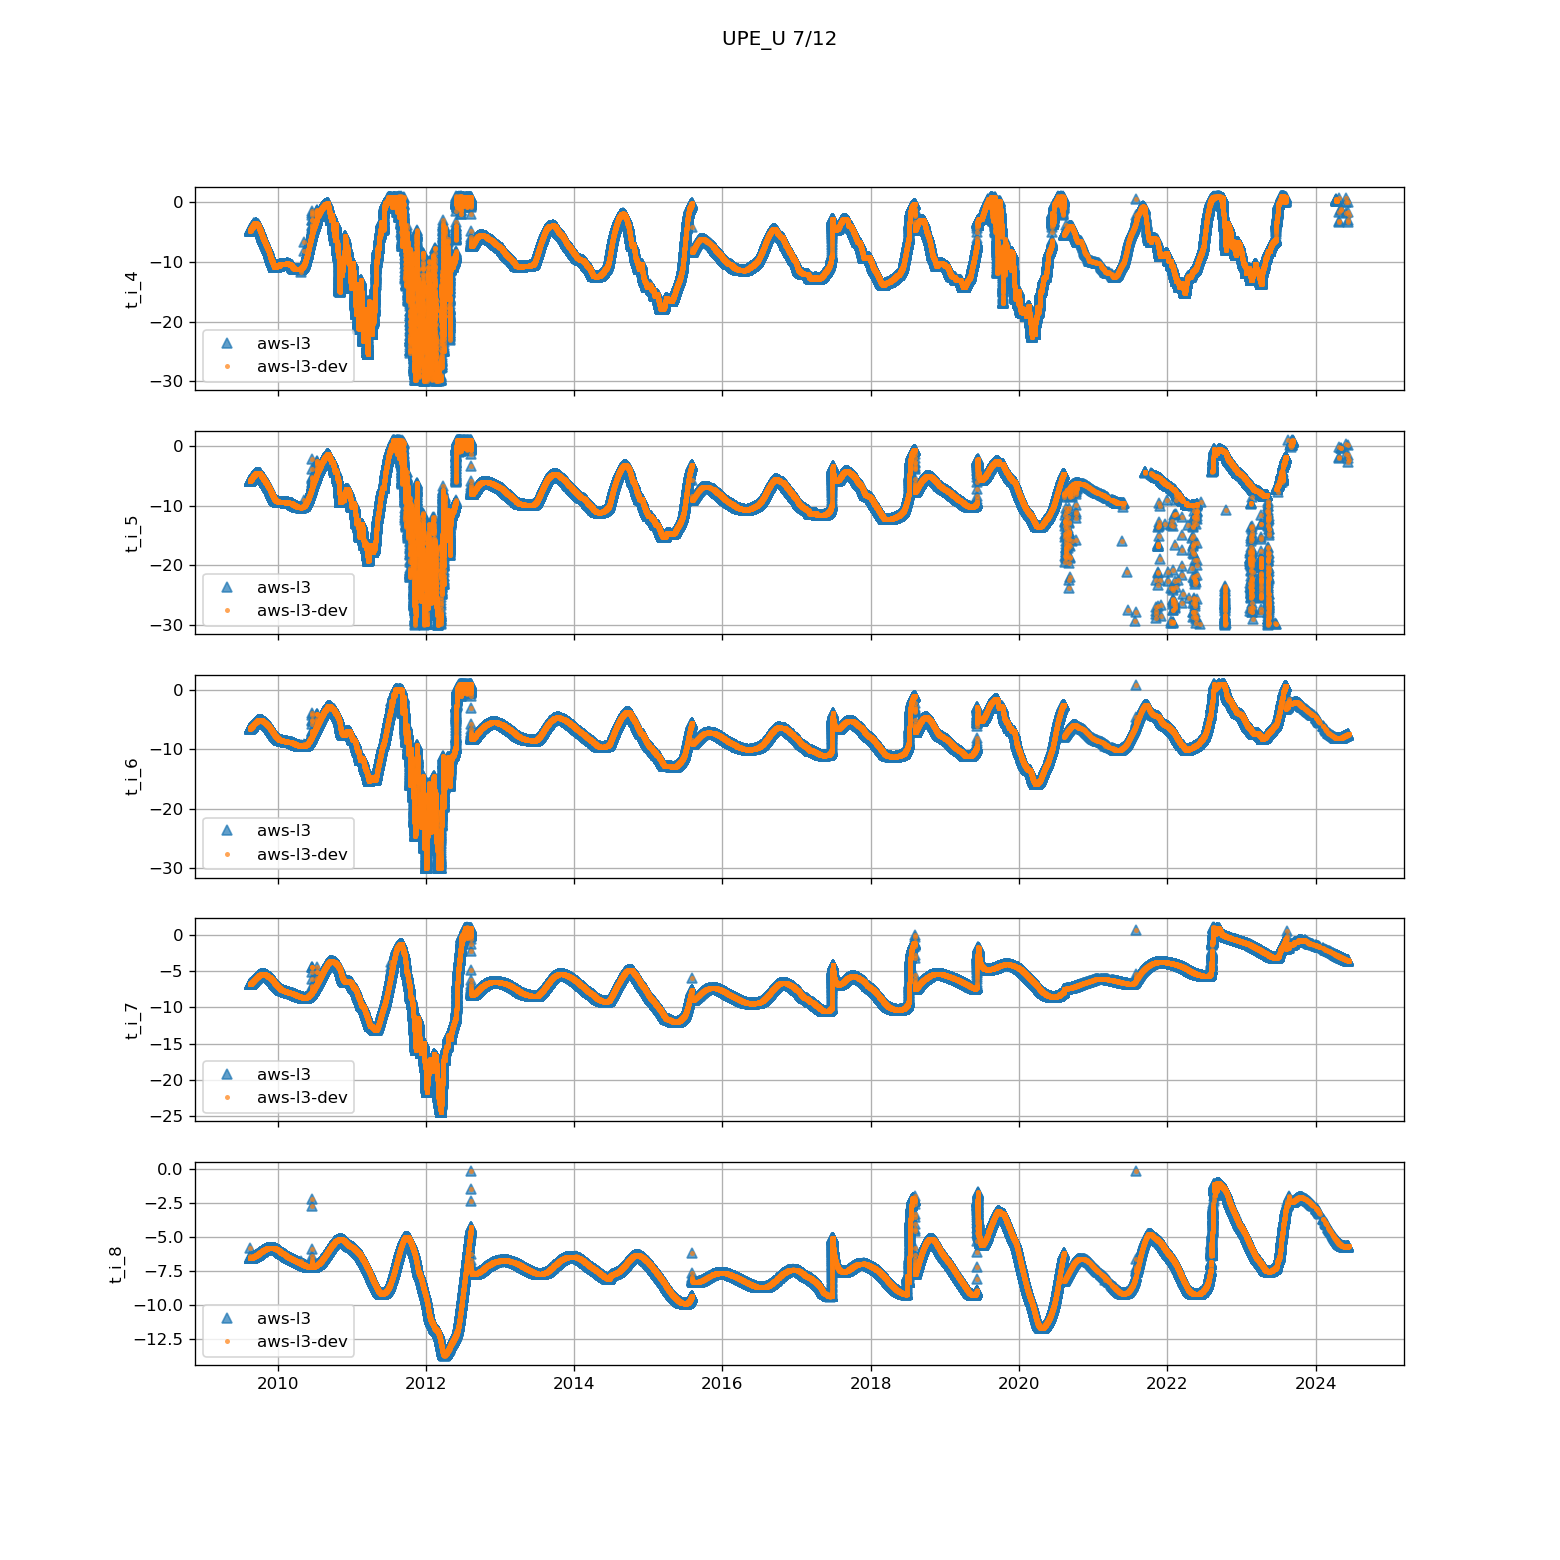 UPE_U 7/12
0
−10
−20
−30
t_i_4
aws-l3
aws-l3-dev
0
−10
−20
−30
t_i_5
aws-l3
aws-l3-dev
0
−10
−20
−30
t_i_6
aws-l3
aws-l3-dev
0
−5
−10
−15
−20
−25
t_i_7
aws-l3
aws-l3-dev
0.0
−2.5
−5.0
−7.5
−10.0
−12.5
t_i_8
aws-l3
aws-l3-dev
2010 2012 2014 2016 2018 2020 2022 2024